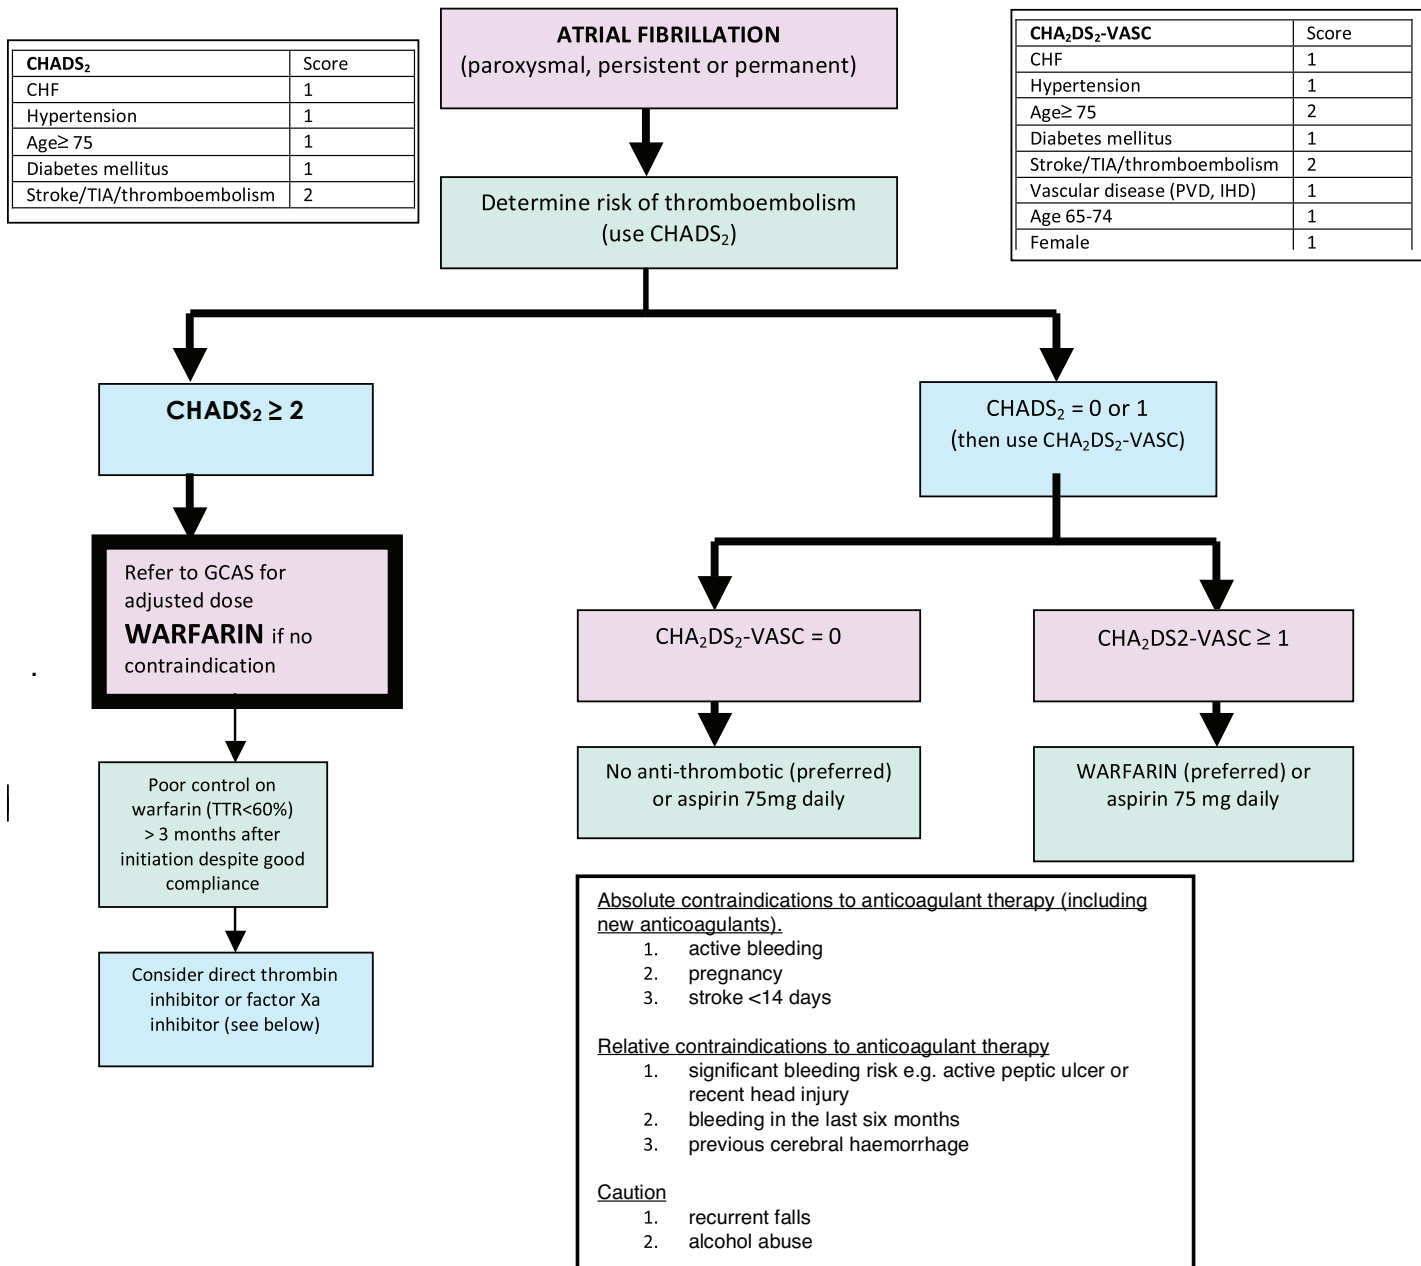 ATRIAL FIBRILLATION
(paroxysmal, persistent or permanent)
CHADS₂ Score
CHF 1
Hypertension 1
Age≥ 75 1
Diabetes mellitus 1
Stroke/TIA/thromboembolism 2
CHA₂DS₂-VASC Score
CHF 1
Hypertension 1
Age≥ 75 2
Diabetes mellitus 1
Stroke/TIA/thromboembolism 2
Vascular disease (PVD, IHD) 1
Age 65-74 1
Female 1
Determine risk of thromboembolism
(use CHADS₂)
CHADS₂ ≥ 2
CHADS₂ = 0 or 1
(then use CHA₂DS₂-VASC)
Refer to GCAS for
adjusted dose
WARFARIN if no
contraindication
.
CHA₂DS₂-VASC = 0
CHA₂DS2-VASC ≥ 1
Poor control on
warfarin (TTR<60%)
> 3 months after
initiation despite good
compliance
No anti-thrombotic (preferred)
or aspirin 75mg daily
WARFARIN (preferred) or
aspirin 75 mg daily
Consider direct thrombin
inhibitor or factor Xa
inhibitor (see below)
Absolute contraindications to anticoagulant therapy (including
new anticoagulants).
1. active bleeding
2. pregnancy
3. stroke <14 days
Relative contraindications to anticoagulant therapy
1. significant bleeding risk e.g. active peptic ulcer or
recent head injury
2. bleeding in the last six months
3. previous cerebral haemorrhage
Caution
1. recurrent falls
2. alcohol abuse